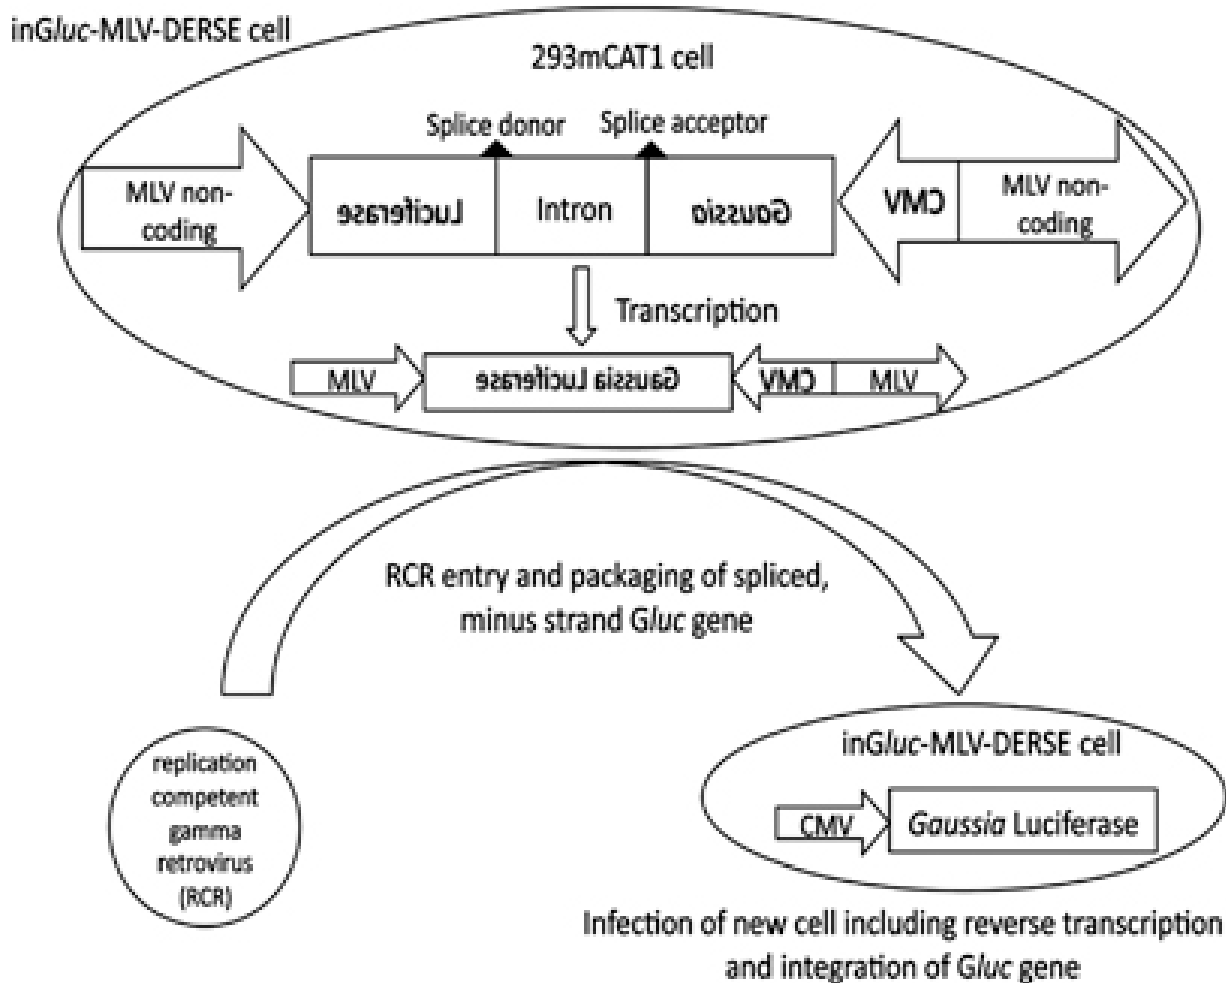 inGluc-MLV-DERSE cell
293mCAT1 cell
Splice donor
Splice acceptor
MLV non-
coding
Luciferase
Intron
Gaussia
CMV
MLV non-
coding
Transcription
MLV
Gaussia Luciferase
CMV
MLV
RCR entry and packaging of spliced,
minus strand Gluc gene
replication
competent
gamma
retrovirus
(RCR)
inGluc-MLV-DERSE cell
CMV
Gaussia Luciferase
Infection of new cell including reverse transcription
and integration of Gluc gene